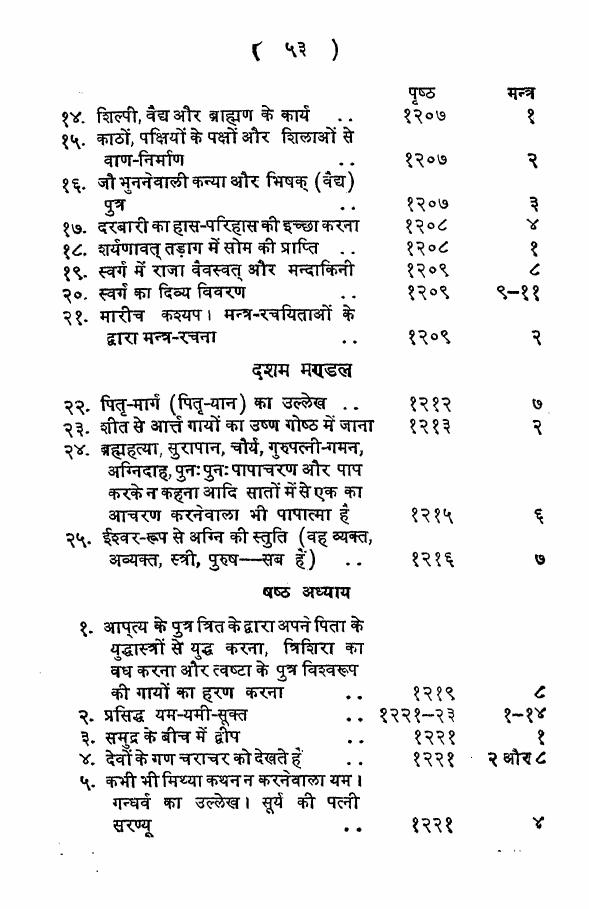 ( ५३ )
पृष्ठ मन्त्र
१४. शिल्पी, वैद्य और ब्राह्मण के कार्य .. १२०७ १
१५. काठों, पक्षियों के पक्षों और शिलाओं से
वाण-निर्माण .. १२०७ २
१६. जौ भुननेवाली कन्या और भिषक् (वैद्य)
पुत्र .. १२०७ ३
१७. दरबारी का हास-परिहास की इच्छा करना १२०८ ४
१८. शर्यणावत् तड़ाग में सोम की प्राप्ति .. १२०८ १
१९. स्वर्ग में राजा वैवस्वत् और मन्दाकिनी १२०९ ८
२०. स्वर्ग का दिव्य विवरण .. १२०९ ९–११
२१. मारीच कश्यप। मन्त्र-रचयिताओं के
द्वारा मन्त्र-रचना .. १२०९ २
दशम मण्डल
२२. पितृ-मार्ग (पितृ-यान) का उल्लेख .. १२१२ ७
२३. शीत से आर्त्त गायों का उष्ण गोष्ठ में जाना १२१३ २
२४. ब्रह्महत्या, सुरापान, चौर्य, गुरुपत्नी-गमन,
अग्निदाह, पुनः पुनः पापाचरण और पाप
करके न कहना आदि सातों में से एक का
आचरण करनेवाला भी पापात्मा है १२१५ ६
२५. ईश्वर-रूप से अग्नि की स्तुति (वह व्यक्त,
अव्यक्त, स्त्री, पुरुष—सब हें) .. १२१६ ७
षष्ठ अध्याय
१. आप्त्य के पुत्र त्रित के द्वारा अपने पिता के
युद्धास्त्रों से युद्ध करना, त्रिशिरा का
वध करना और त्वष्टा के पुत्र विश्वरूप
की गायों का हरण करना .. १२१९ ८
२. प्रसिद्ध यम-यमी-सूक्त .. १२२१–२३ १–१४
३. समुद्र के बीच में द्वीप .. १२२१ १
४. देवों के गण चराचर को देखते हें .. १२२१ २ और ८
५. कभी भी मिथ्या कथन न करनेवाला यम।
गन्धर्व का उल्लेख। सूर्य की पत्नी
सरण्यू .. १२२१ ४